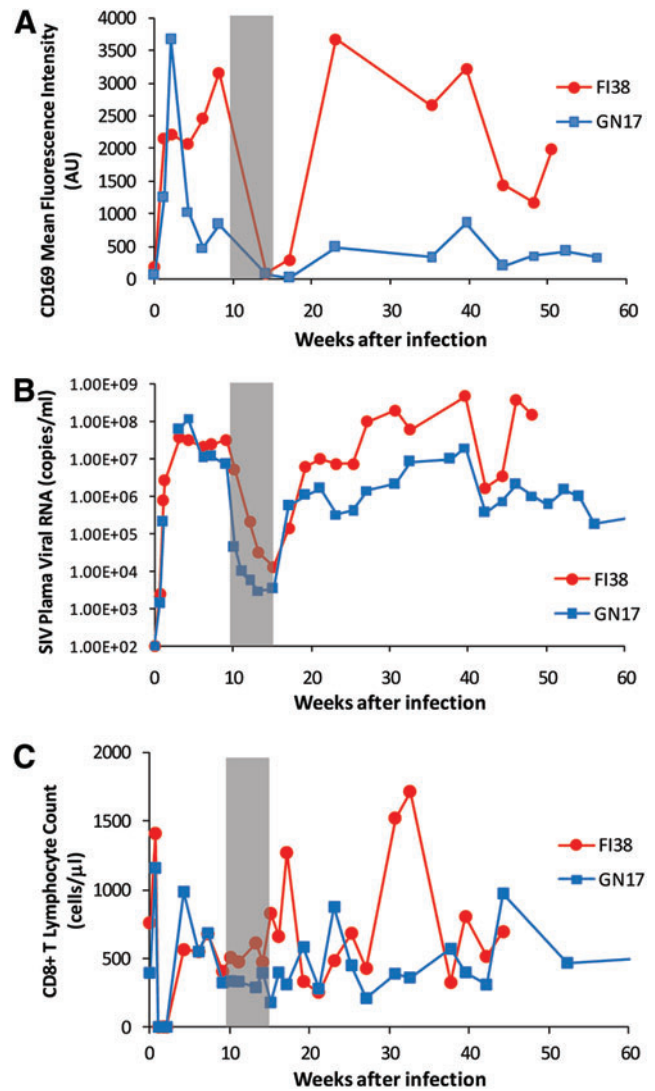 A
CD169 Mean Fluorescence Intensity
(AU)
4000
3500
3000
2500
2000
1500
1000
500
0
FI38
GN17
0 10 20 30 40 50 60
Weeks after infection
B
SIV Plama Viral RNA (copies/ml)
1.00E+09
1.00E+08
1.00E+07
1.00E+06
1.00E+05
1.00E+04
1.00E+03
1.00E+02
FI38
GN17
0 10 20 30 40 50 60
Weeks after infection
C
CD8+ T Lymphocyte Count
(cells/μl)
2000
1500
1000
500
0
FI38
GN17
0 10 20 30 40 50 60
Weeks after infection